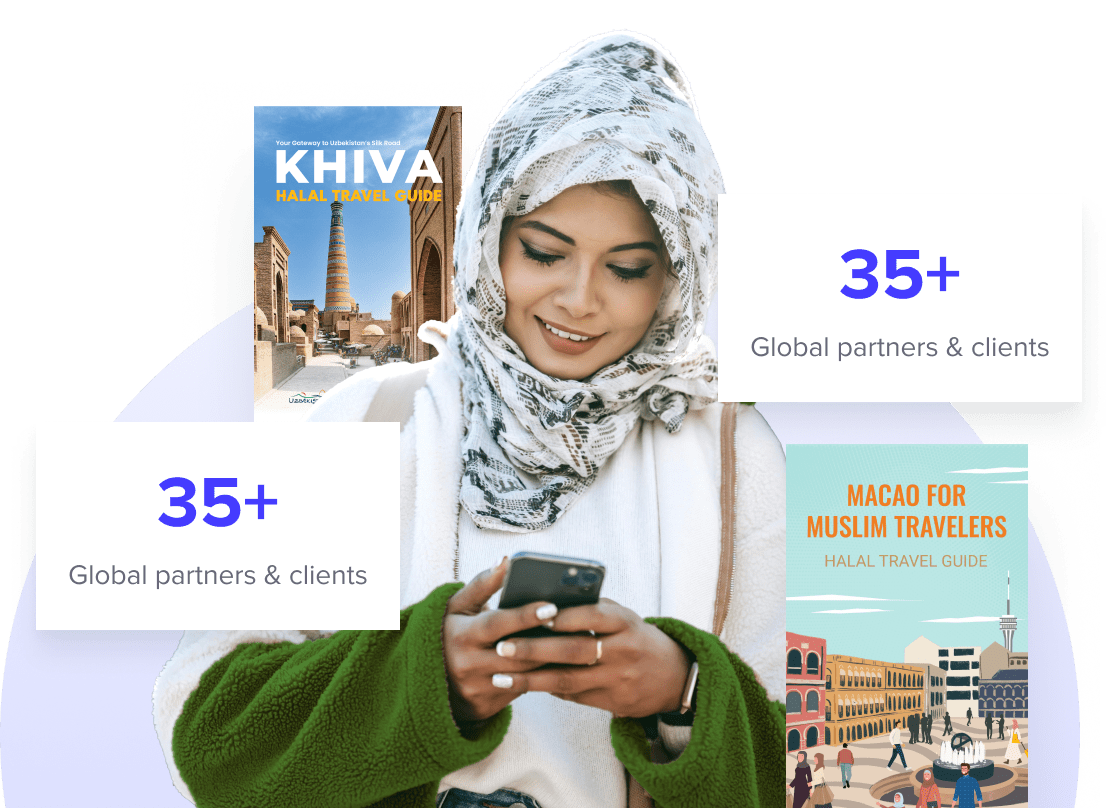 Your Gateway to Uzbekistan's Silk Road
KHIVA
HALAL TRAVEL GUIDE
35+
Global partners & clients
35+
Global partners & clients
MACAO FOR
MUSLIM TRAVELERS
HALAL TRAVEL GUIDE